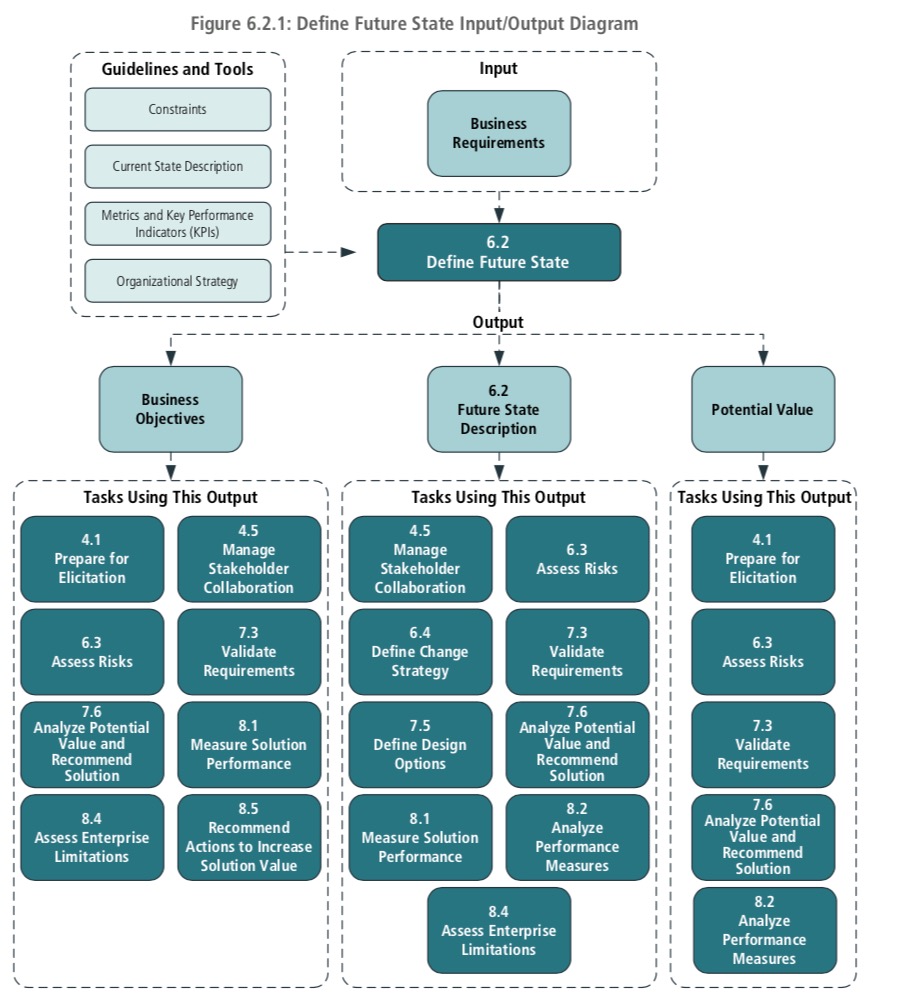 Figure 6.2.1: Define Future State Input/Output Diagram
Guidelines and Tools
Constraints
Current State Description
Metrics and Key Performance
Indicators (KPIs)
Organizational Strategy
Input
Business
Requirements
6.2
Define Future State
Output
Business
Objectives
6.2
Future State
Description
Potential Value
Tasks Using This Output
4.1
Prepare for
Elicitation
4.5
Manage
Stakeholder
Collaboration
6.3
Assess Risks
7.3
Validate
Requirements
7.6
Analyze Potential
Value and
Recommend
Solution
8.1
Measure Solution
Performance
8.4
Assess Enterprise
Limitations
8.5
Recommend
Actions to Increase
Solution Value
Tasks Using This Output
4.5
Manage
Stakeholder
Collaboration
6.3
Assess Risks
6.4
Define Change
Strategy
7.3
Validate
Requirements
7.5
Define Design
Options
7.6
Analyze Potential
Value and
Recommend
Solution
8.1
Measure Solution
Performance
8.2
Analyze
Performance
Measures
8.4
Assess Enterprise
Limitations
Tasks Using This Output
4.1
Prepare for
Elicitation
6.3
Assess Risks
7.3
Validate
Requirements
7.6
Analyze Potential
Value and
Recommend
Solution
8.2
Analyze
Performance
Measures